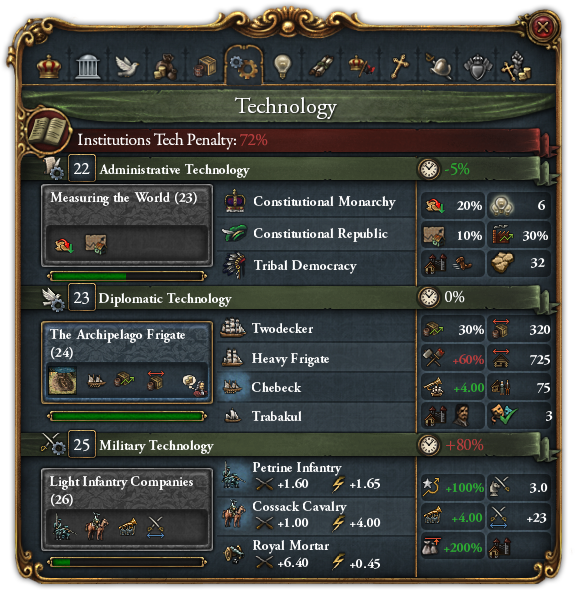 Technology
Institutions Tech Penalty: 72%
22 Administrative Technology -5%
Measuring the World (23)
Constitutional Monarchy 20% 6
Constitutional Republic 10% 30%
Tribal Democracy 32
23 Diplomatic Technology 0%
The Archipelago Frigate
(24)
Twodecker 30% 320
Heavy Frigate +60% 725
Chebeck +4.00 75
Trabakul 3
25 Military Technology +80%
Light Infantry Companies
(26)
Petrine Infantry
+1.60 +1.65
+100% 3.0
Cossack Cavalry
+1.00 +4.00
+4.00 +23
Royal Mortar
+6.40 +0.45
+200%